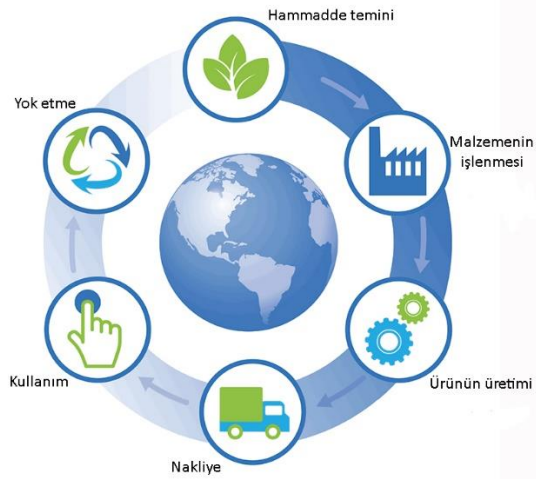 Hammadde temini
Malzemenin
işlenmesi
Ürünün üretimi
Nakliye
Kullanım
Yok etme